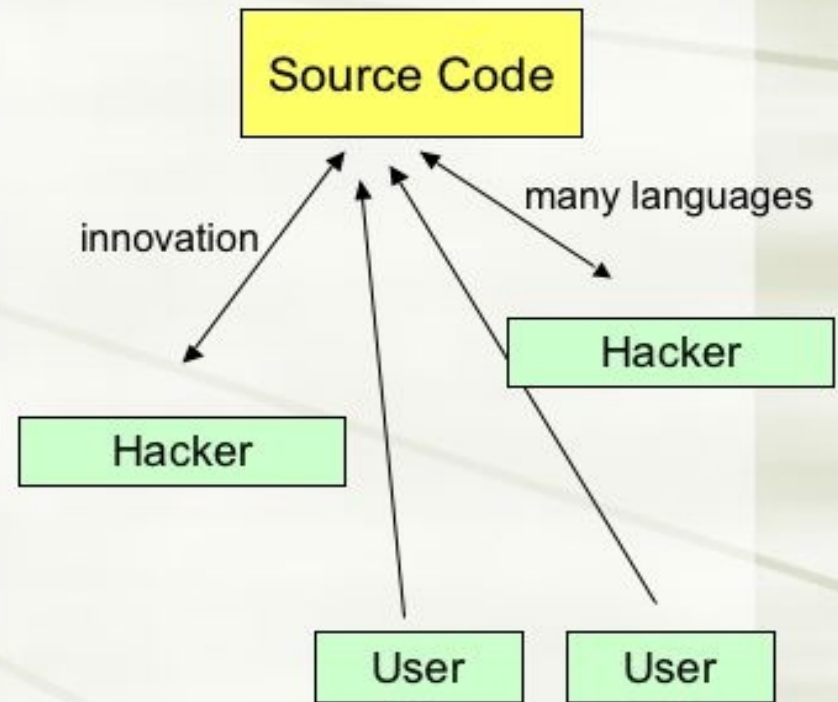 Source Code
many languages
innovation
Hacker
Hacker
User
User